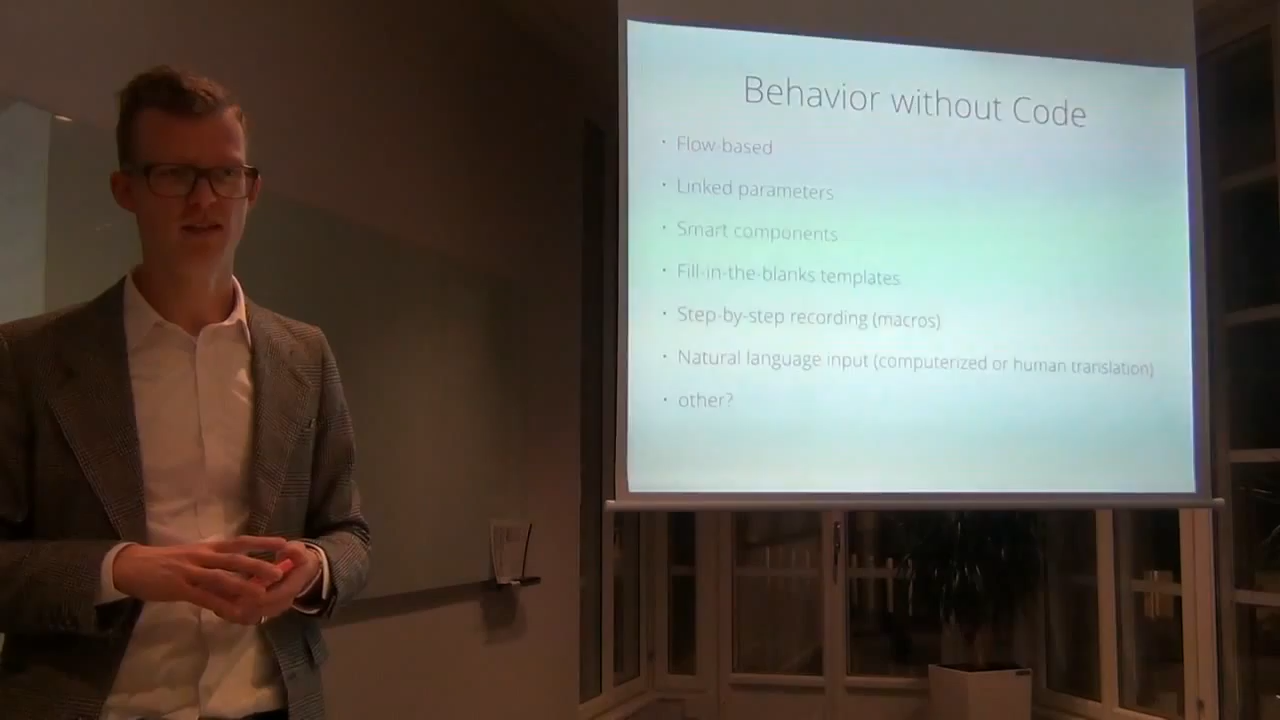 Behavior without Code
• Flow-based
• Linked parameters
• Smart components
• Fill-in-the-blanks templates
• Step-by-step recording (macros)
• Natural language input (computerized or human translation)
• other?